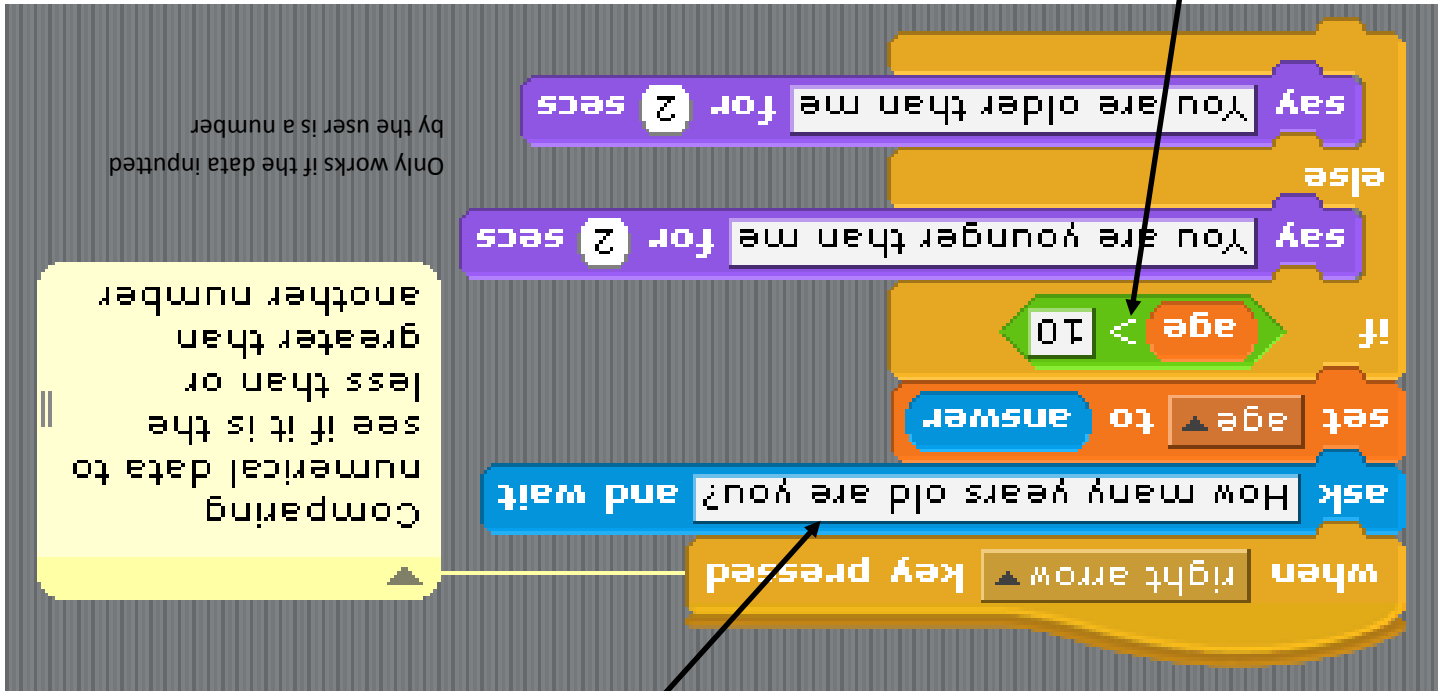 when right arrow key pressed
ask How many years old are you? and wait
set age to answer
if age < 10
say You are younger than me for 2 secs
else
say You are older than me for 2 secs
Comparing
numerical data to
see if it is the
less than or
greater than
another number
Only works if the data inputted
by the user is a number